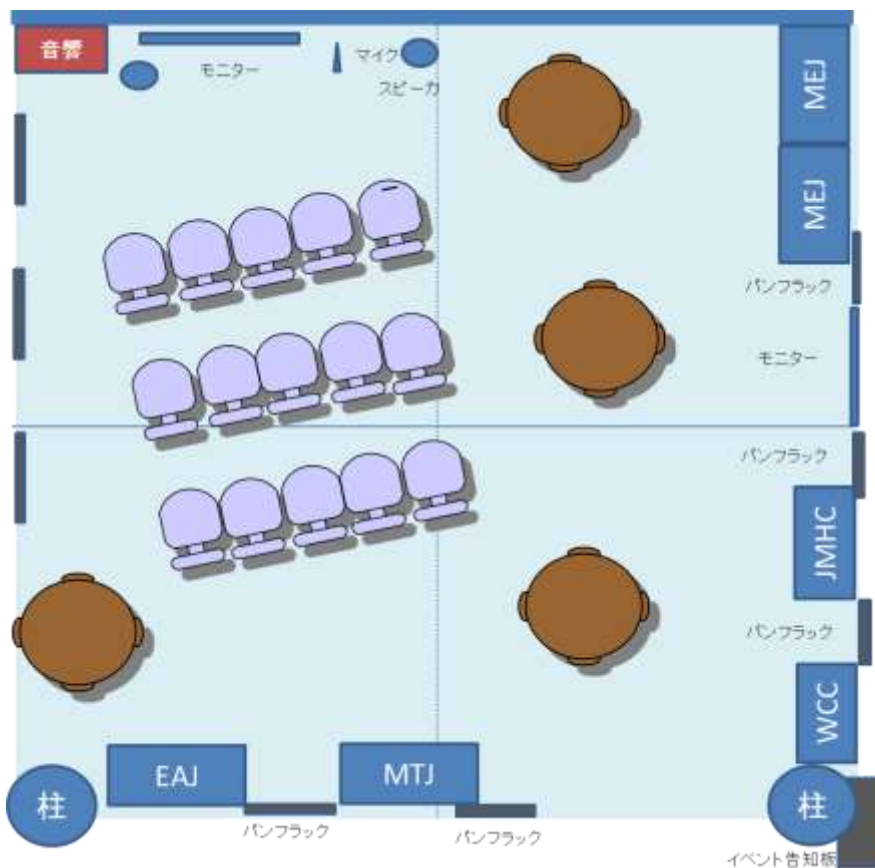 音響
モニター
マイク
スピーカ
MEJ
MEJ
パンフラック
モニター
パンフラック
JMHC
パンフラック
WCC
EAJ
MTJ
柱
柱
パンフラック
パンフラック
イベント告知板